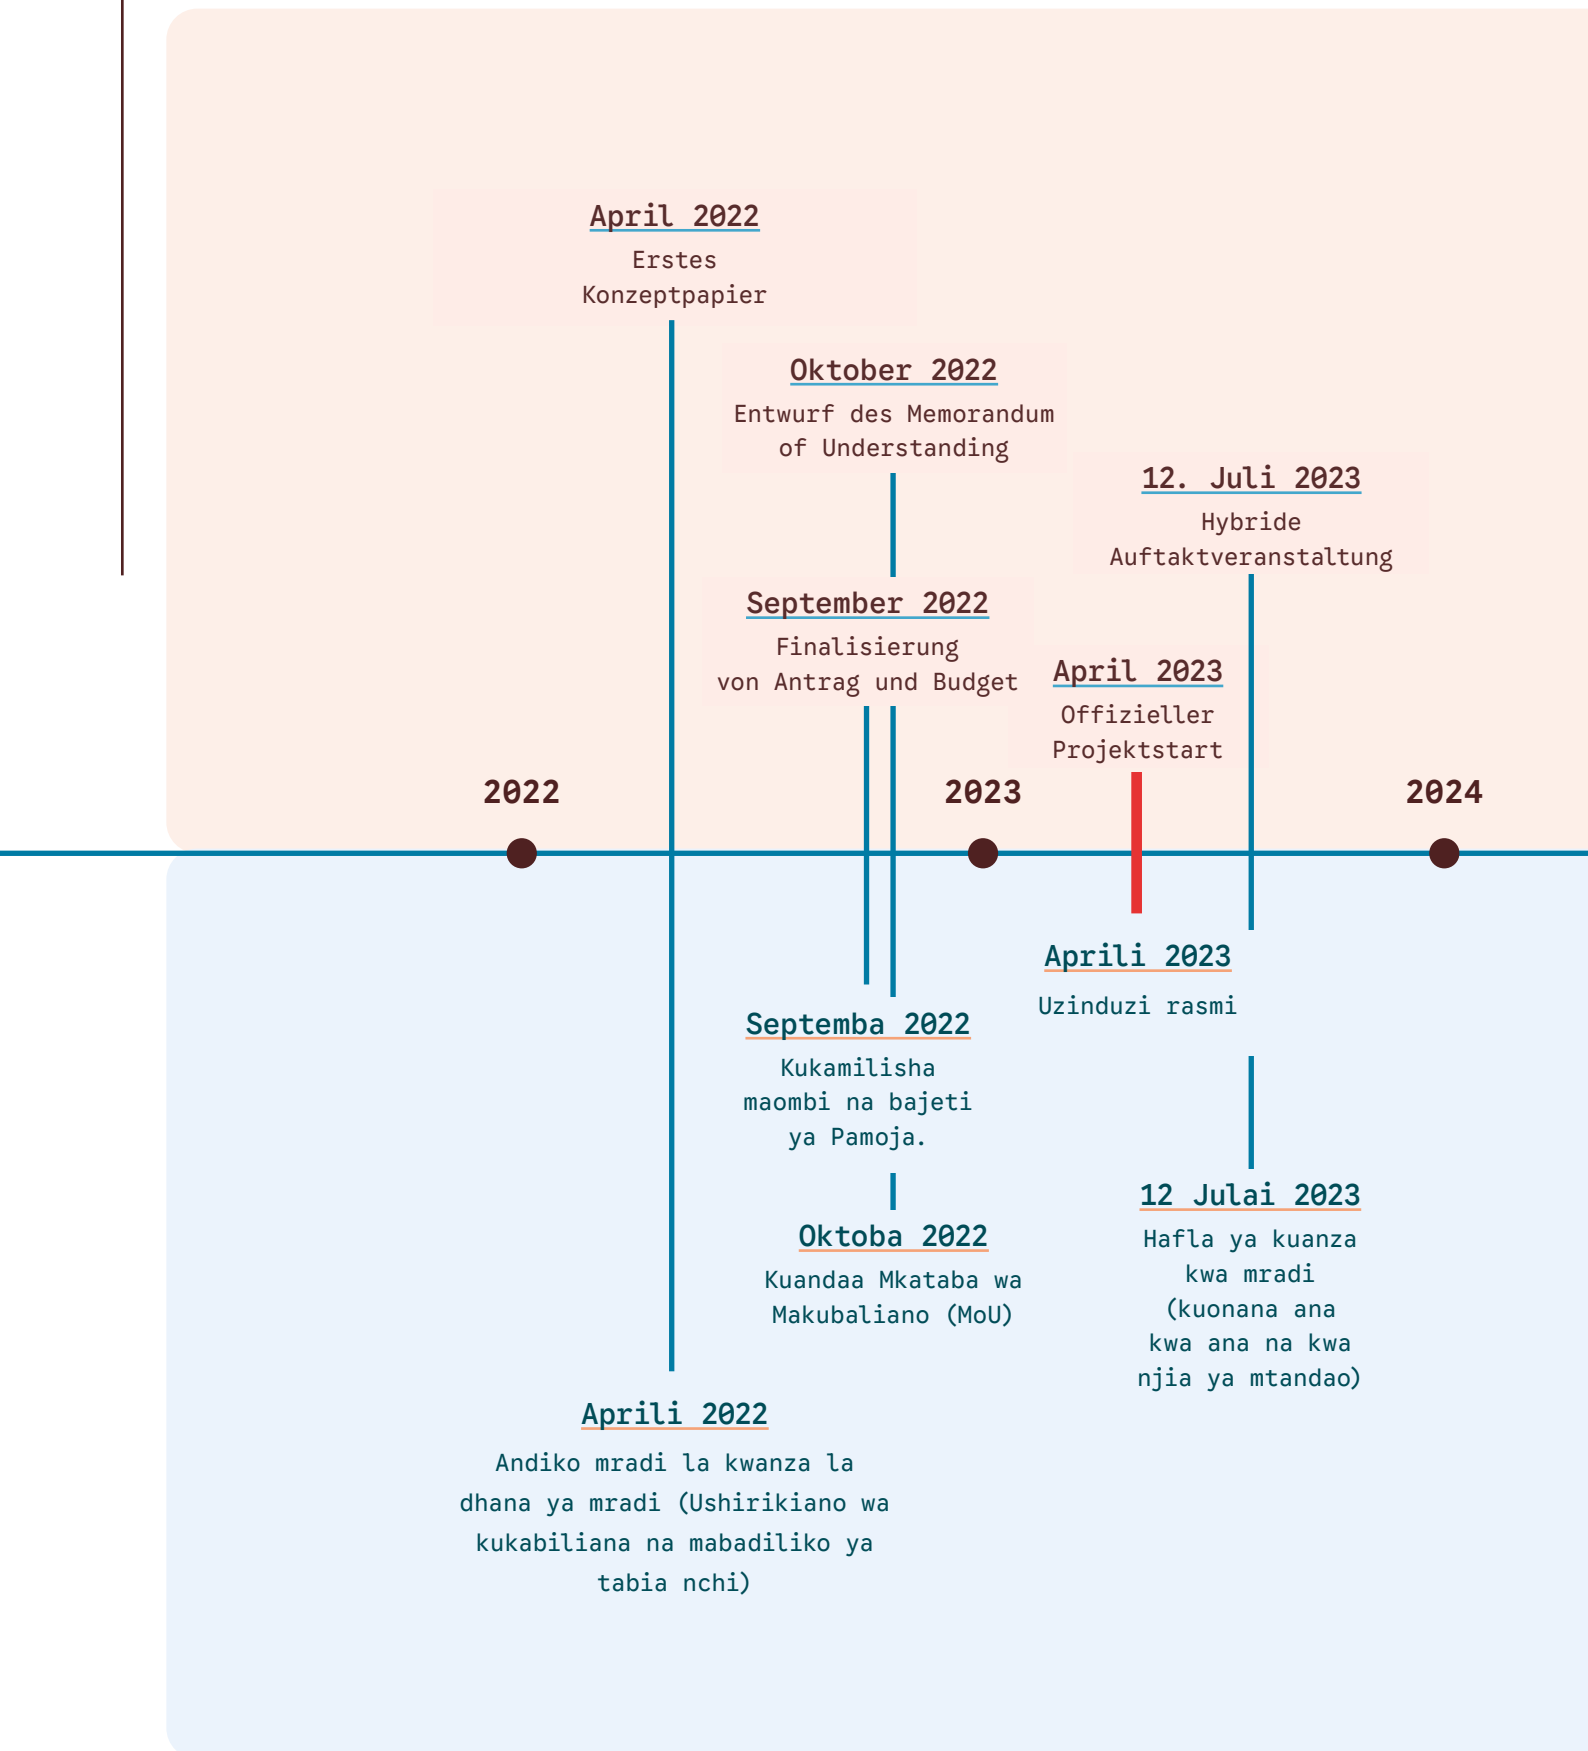 April 2022
Erstes
Konzeptpapier
Oktober 2022
Entwurf des Memorandum
of Understanding
12. Juli 2023
Hybride
Auftaktveranstaltung
September 2022
Finalisierung
von Antrag und Budget
April 2023
Offizieller
Projektstart
2022
2023
2024
Aprili 2023
Uzinduzi rasmi
Septemba 2022
Kukamilisha
maombi na bajeti
ya Pamoja.
Oktoba 2022
Kuandaa Mkataba wa
Makubaliano (MoU)
12 Julai 2023
Hafla ya kuanza
kwa mradi
(kuonana ana
kwa ana na kwa
njia ya mtandao)
Aprili 2022
Andiko mradi la kwanza la
dhana ya mradi (Ushirikiano wa
kukabiliana na mabadiliko ya
tabia nchi)